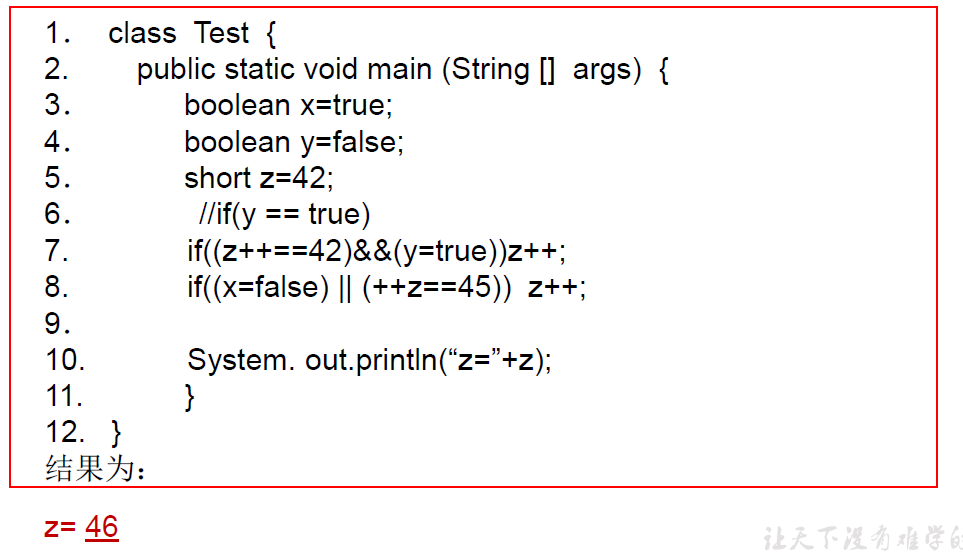 1. class Test {
2. public static void main (String [] args) {
3. boolean x=true;
4. boolean y=false;
5. short z=42;
6. //if(y == true)
7. if((z++==42)&&(y=true))z++;
8. if((x=false) || (++z==45)) z++;
9.
10. System. out.println(“z=”+z);
11. }
12. }
结果为：
z= 46
让天下没有难学的